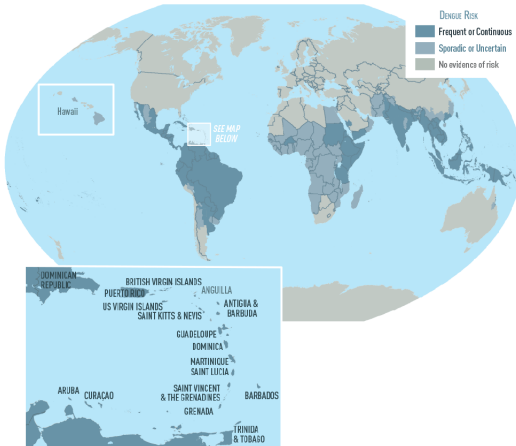 DENGUE RISK
Frequent or Continuous
Sporadic or Uncertain
No evidence of risk
Hawaii
SEE MAP
BELOW
DOMINICAN
REPUBLIC
BRITISH VIRGIN ISLANDS
PUERTO RICO
ANGUILLA
US VIRGIN ISLANDS
ANTIGUA &
BARBUDA
SAINT KITTS & NEVIS
GUADELOUPE
DOMINICA
MARTINIQUE
SAINT LUCIA
ARUBA
CURAÇAO
SAINT VINCENT
& THE GRENADINES
BARBADOS
GRENADA
TRINIDA
& TOBAGO